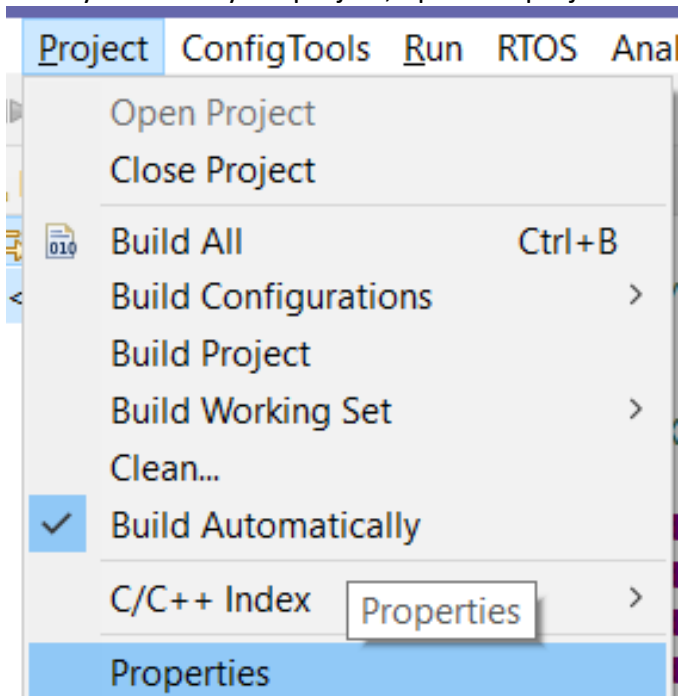 Project ConfigTools Run RTOS
Open Project
Close Project
010 Build All Ctrl+B
Build Configurations >
Build Project
Build Working Set >
Clean...
Build Automatically
C/C++ Index Properties >
Properties